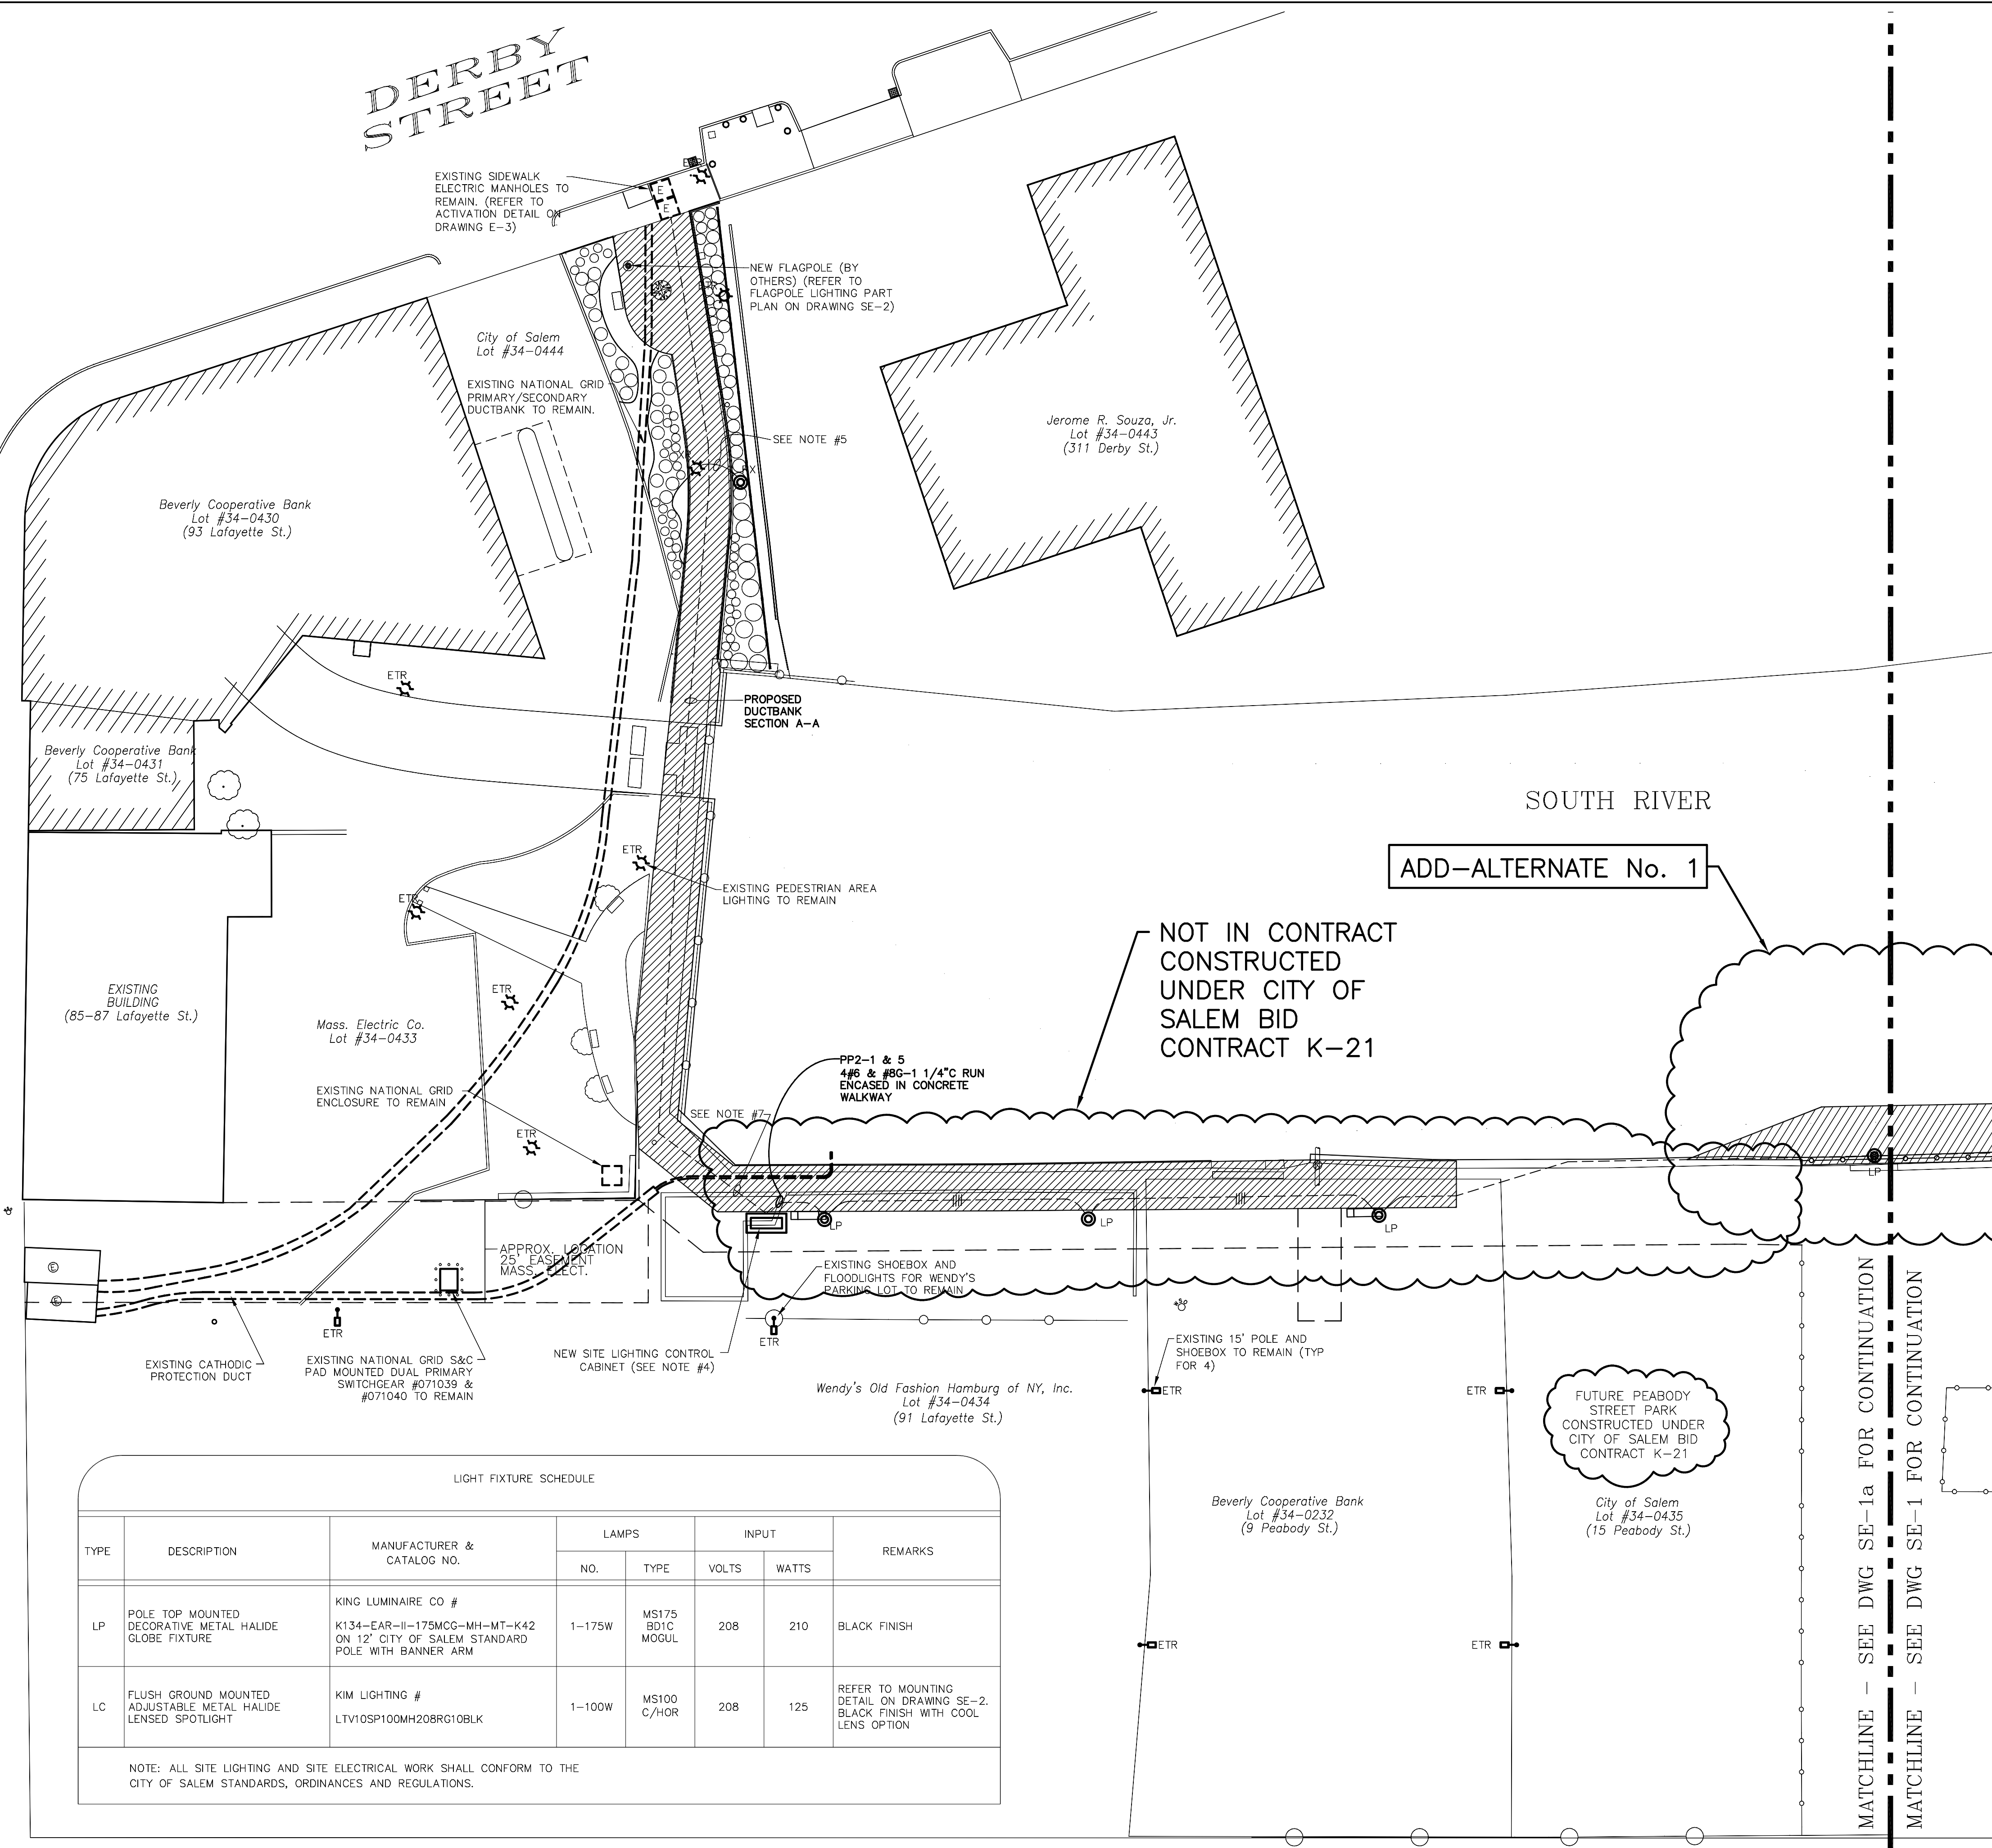 DERBY
STREET
EXISTING SIDEWALK
ELECTRIC MANHOLES TO
REMAIN. (REFER TO
ACTIVATION DETAIL ON
DRAWING E-3)
E
E
NEW FLAGPOLE (BY
OTHERS) (REFER TO
FLAGPOLE LIGHTING PART
PLAN ON DRAWING SE-2)
City of Salem
Lot #34-0444
EXISTING NATIONAL GRID
PRIMARY/SECONDARY
DUCTBANK TO REMAIN.
SEE NOTE #5
Jerome R. Souza, Jr.
Lot #34-0443
(311 Derby St.)
Beverly Cooperative Bank
Lot #34-0430
(93 Lafayette St.)
ETR
PROPOSED
DUCTBANK
SECTION A-A
Beverly Cooperative Bank
Lot #34-0431
(75 Lafayette St.)
SOUTH RIVER
ADD-ALTERNATE No. 1
ETR
EXISTING PEDESTRIAN AREA
LIGHTING TO REMAIN
ETR
NOT IN CONTRACT
CONSTRUCTED
UNDER CITY OF
SALEM BID
CONTRACT K-21
EXISTING
BUILDING
(85-87 Lafayette St.)
ETR
Mass. Electric Co.
Lot #34-0433
PP2-1 & 5
4#6 & #8G-1 1/4"C RUN
ENCASED IN CONCRETE
WALKWAY
EXISTING NATIONAL GRID
ENCLOSURE TO REMAIN
SEE NOTE #7
ETR
LP
LP
LP
LP
E
E
APPROX. LOCATION
25' EASEMENT
MASS. ELECT.
EXISTING SHOEBOX AND
FLOODLIGHTS FOR WENDY'S
PARKING LOT TO REMAIN
ETR
ETR
EXISTING CATHODIC
PROTECTION DUCT
EXISTING NATIONAL GRID S&C
PAD MOUNTED DUAL PRIMARY
SWITCHGEAR #071039 &
#071040 TO REMAIN
NEW SITE LIGHTING CONTROL
CABINET (SEE NOTE #4)
EXISTING 15' POLE AND
SHOEBOX TO REMAIN (TYP
FOR 4)
Wendy's Old Fashion Hamburg of NY, Inc.
Lot #34-0434
(91 Lafayette St.)
ETR
ETR
FUTURE PEABODY
STREET PARK
CONSTRUCTED UNDER
CITY OF SALEM BID
CONTRACT K-21
Beverly Cooperative Bank
Lot #34-0232
(9 Peabody St.)
City of Salem
Lot #34-0435
(15 Peabody St.)
ETR
ETR
MATCHLINE - SEE DWG SE-1a FOR CONTINUATION
MATCHLINE - SEE DWG SE-1 FOR CONTINUATION
LIGHT FIXTURE SCHEDULE
TYPE
DESCRIPTION
MANUFACTURER &
CATALOG NO.
LAMPS
INPUT
REMARKS
NO.
TYPE
VOLTS
WATTS
LP
POLE TOP MOUNTED
DECORATIVE METAL HALIDE
GLOBE FIXTURE
KING LUMINAIRE CO #
K134-EAR-II-175MCG-MH-MT-K42
ON 12' CITY OF SALEM STANDARD
POLE WITH BANNER ARM
1-175W
MS175
BD1C
MOGUL
208
210
BLACK FINISH
LC
FLUSH GROUND MOUNTED
ADJUSTABLE METAL HALIDE
LENSED SPOTLIGHT
KIM LIGHTING #
LTV10SP100MH208RG10BLK
1-100W
MS100
C/HOR
208
125
REFER TO MOUNTING
DETAIL ON DRAWING SE-2.
BLACK FINISH WITH COOL
LENS OPTION
NOTE: ALL SITE LIGHTING AND SITE ELECTRICAL WORK SHALL CONFORM TO THE
CITY OF SALEM STANDARDS, ORDINANCES AND REGULATIONS.